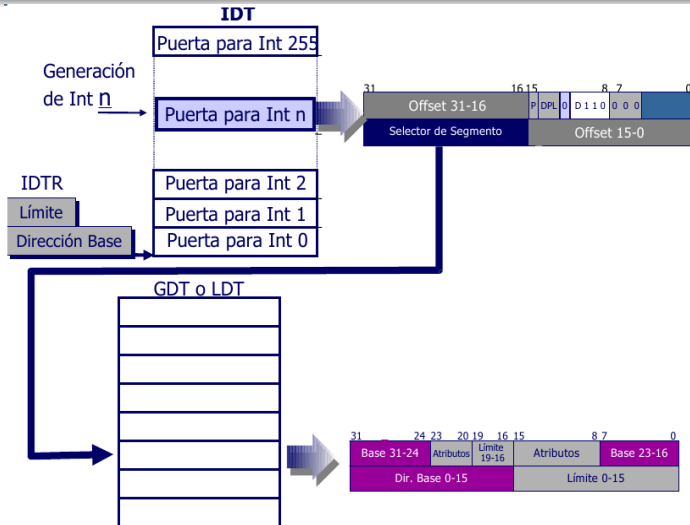 IDT
Puerta para Int 255
Generación
de Int n
Puerta para Int n
31 16 15 8 7 0
Offset 31-16 P DPL 0 D 1 1 0 0 0 0
Selector de Segmento Offset 15-0
IDTR
Límite
Dirección Base
Puerta para Int 2
Puerta para Int 1
Puerta para Int 0
GDT o LDT
31 24 23 20 19 16 15 8 7 0
Base 31-24 Atributos Límite
19-16 Atributos Base 23-16
Dir. Base 0-15 Límite 0-15